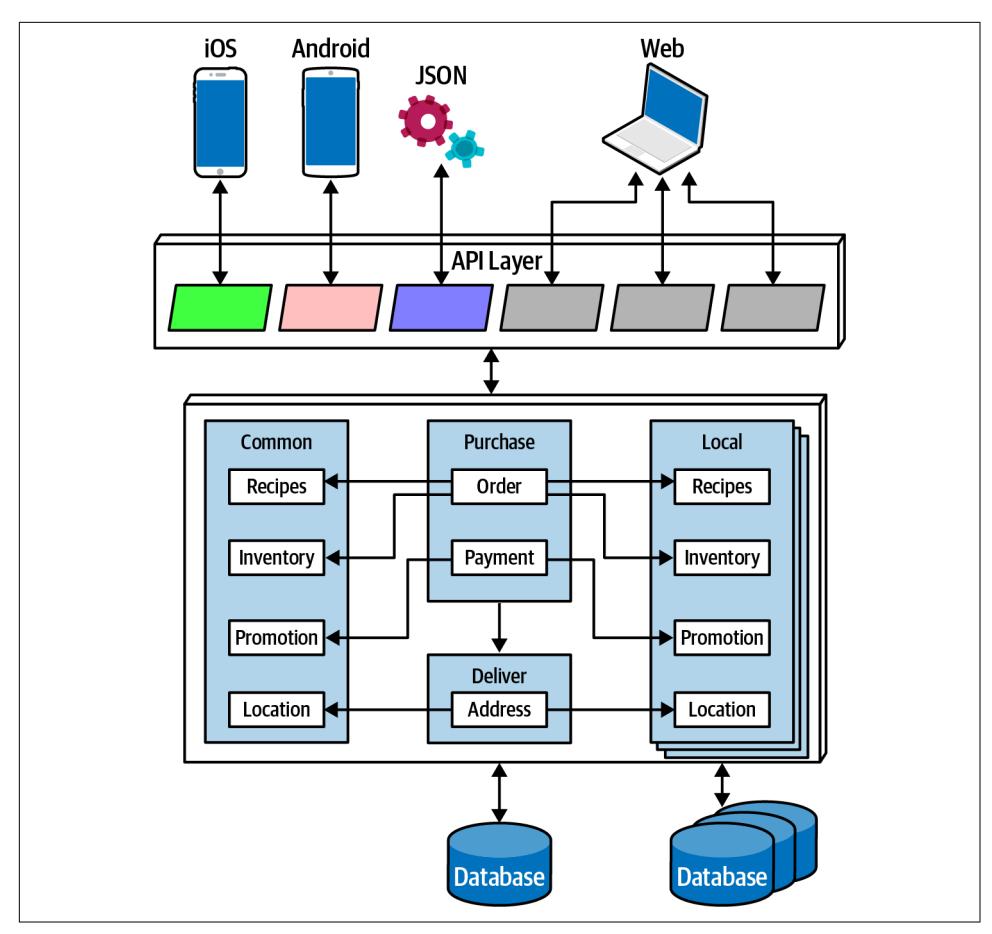 iOS
Android
JSON
Web
API Layer
Common
Recipes
Inventory
Promotion
Location
Purchase
Order
Payment
Deliver
Address
Local
Recipes
Inventory
Promotion
Location
Database
Database